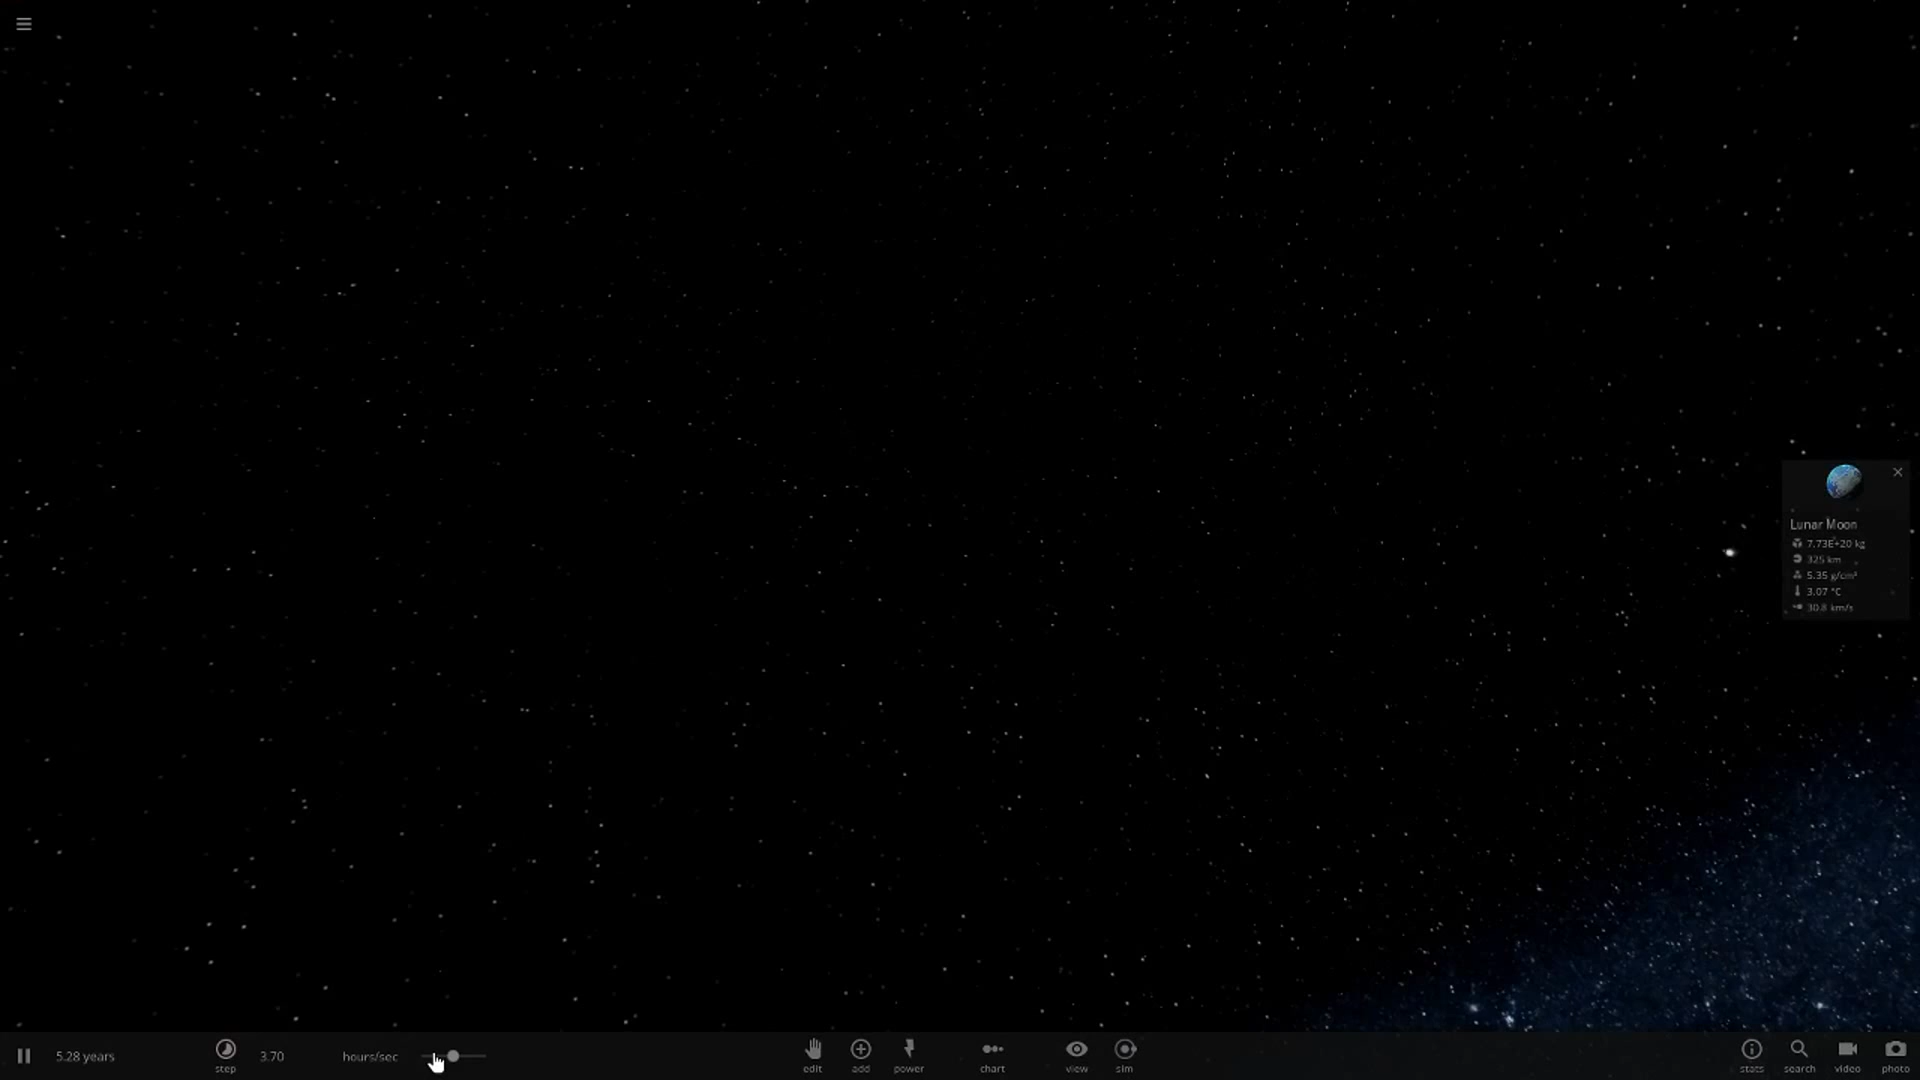 Lunar Moon
7.73E+20 kg
325 km
5.35 g/cm³
3.07 °C
30.8 km/s
5.28 years
step
3.70
hours/sec
edit
add
power
chart
view
sim
stats
search
video
photo